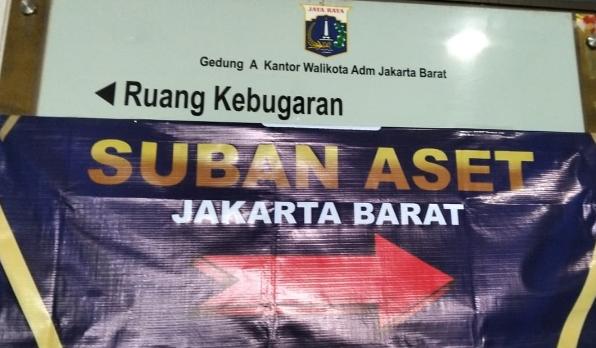 JAYA RAYA
Gedung A Kantor Walikota Adm Jakarta Barat
Ruang Kebugaran
SUBAN ASET
JAKARTA BARAT